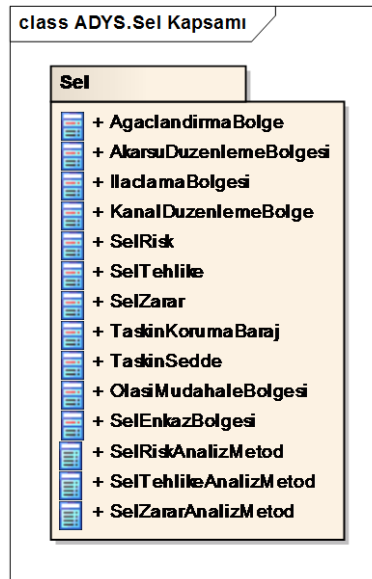 class ADYS.Sel Kapsamı
Sel
+ AgaclandirmaBolge
+ AkarsuDuzenlemeBolgesi
+ IlaclamaBolgesi
+ KanalDuzenlemeBolge
+ SelRisk
+ SelTehlike
+ SelZarar
+ TaskinKorumaBaraj
+ TaskinSedde
+ OlasiMudahaleBolgesi
+ SelEnkazBolgesi
+ SelRiskAnalizMetod
+ SelTehlikeAnalizMetod
+ SelZararAnalizMetod